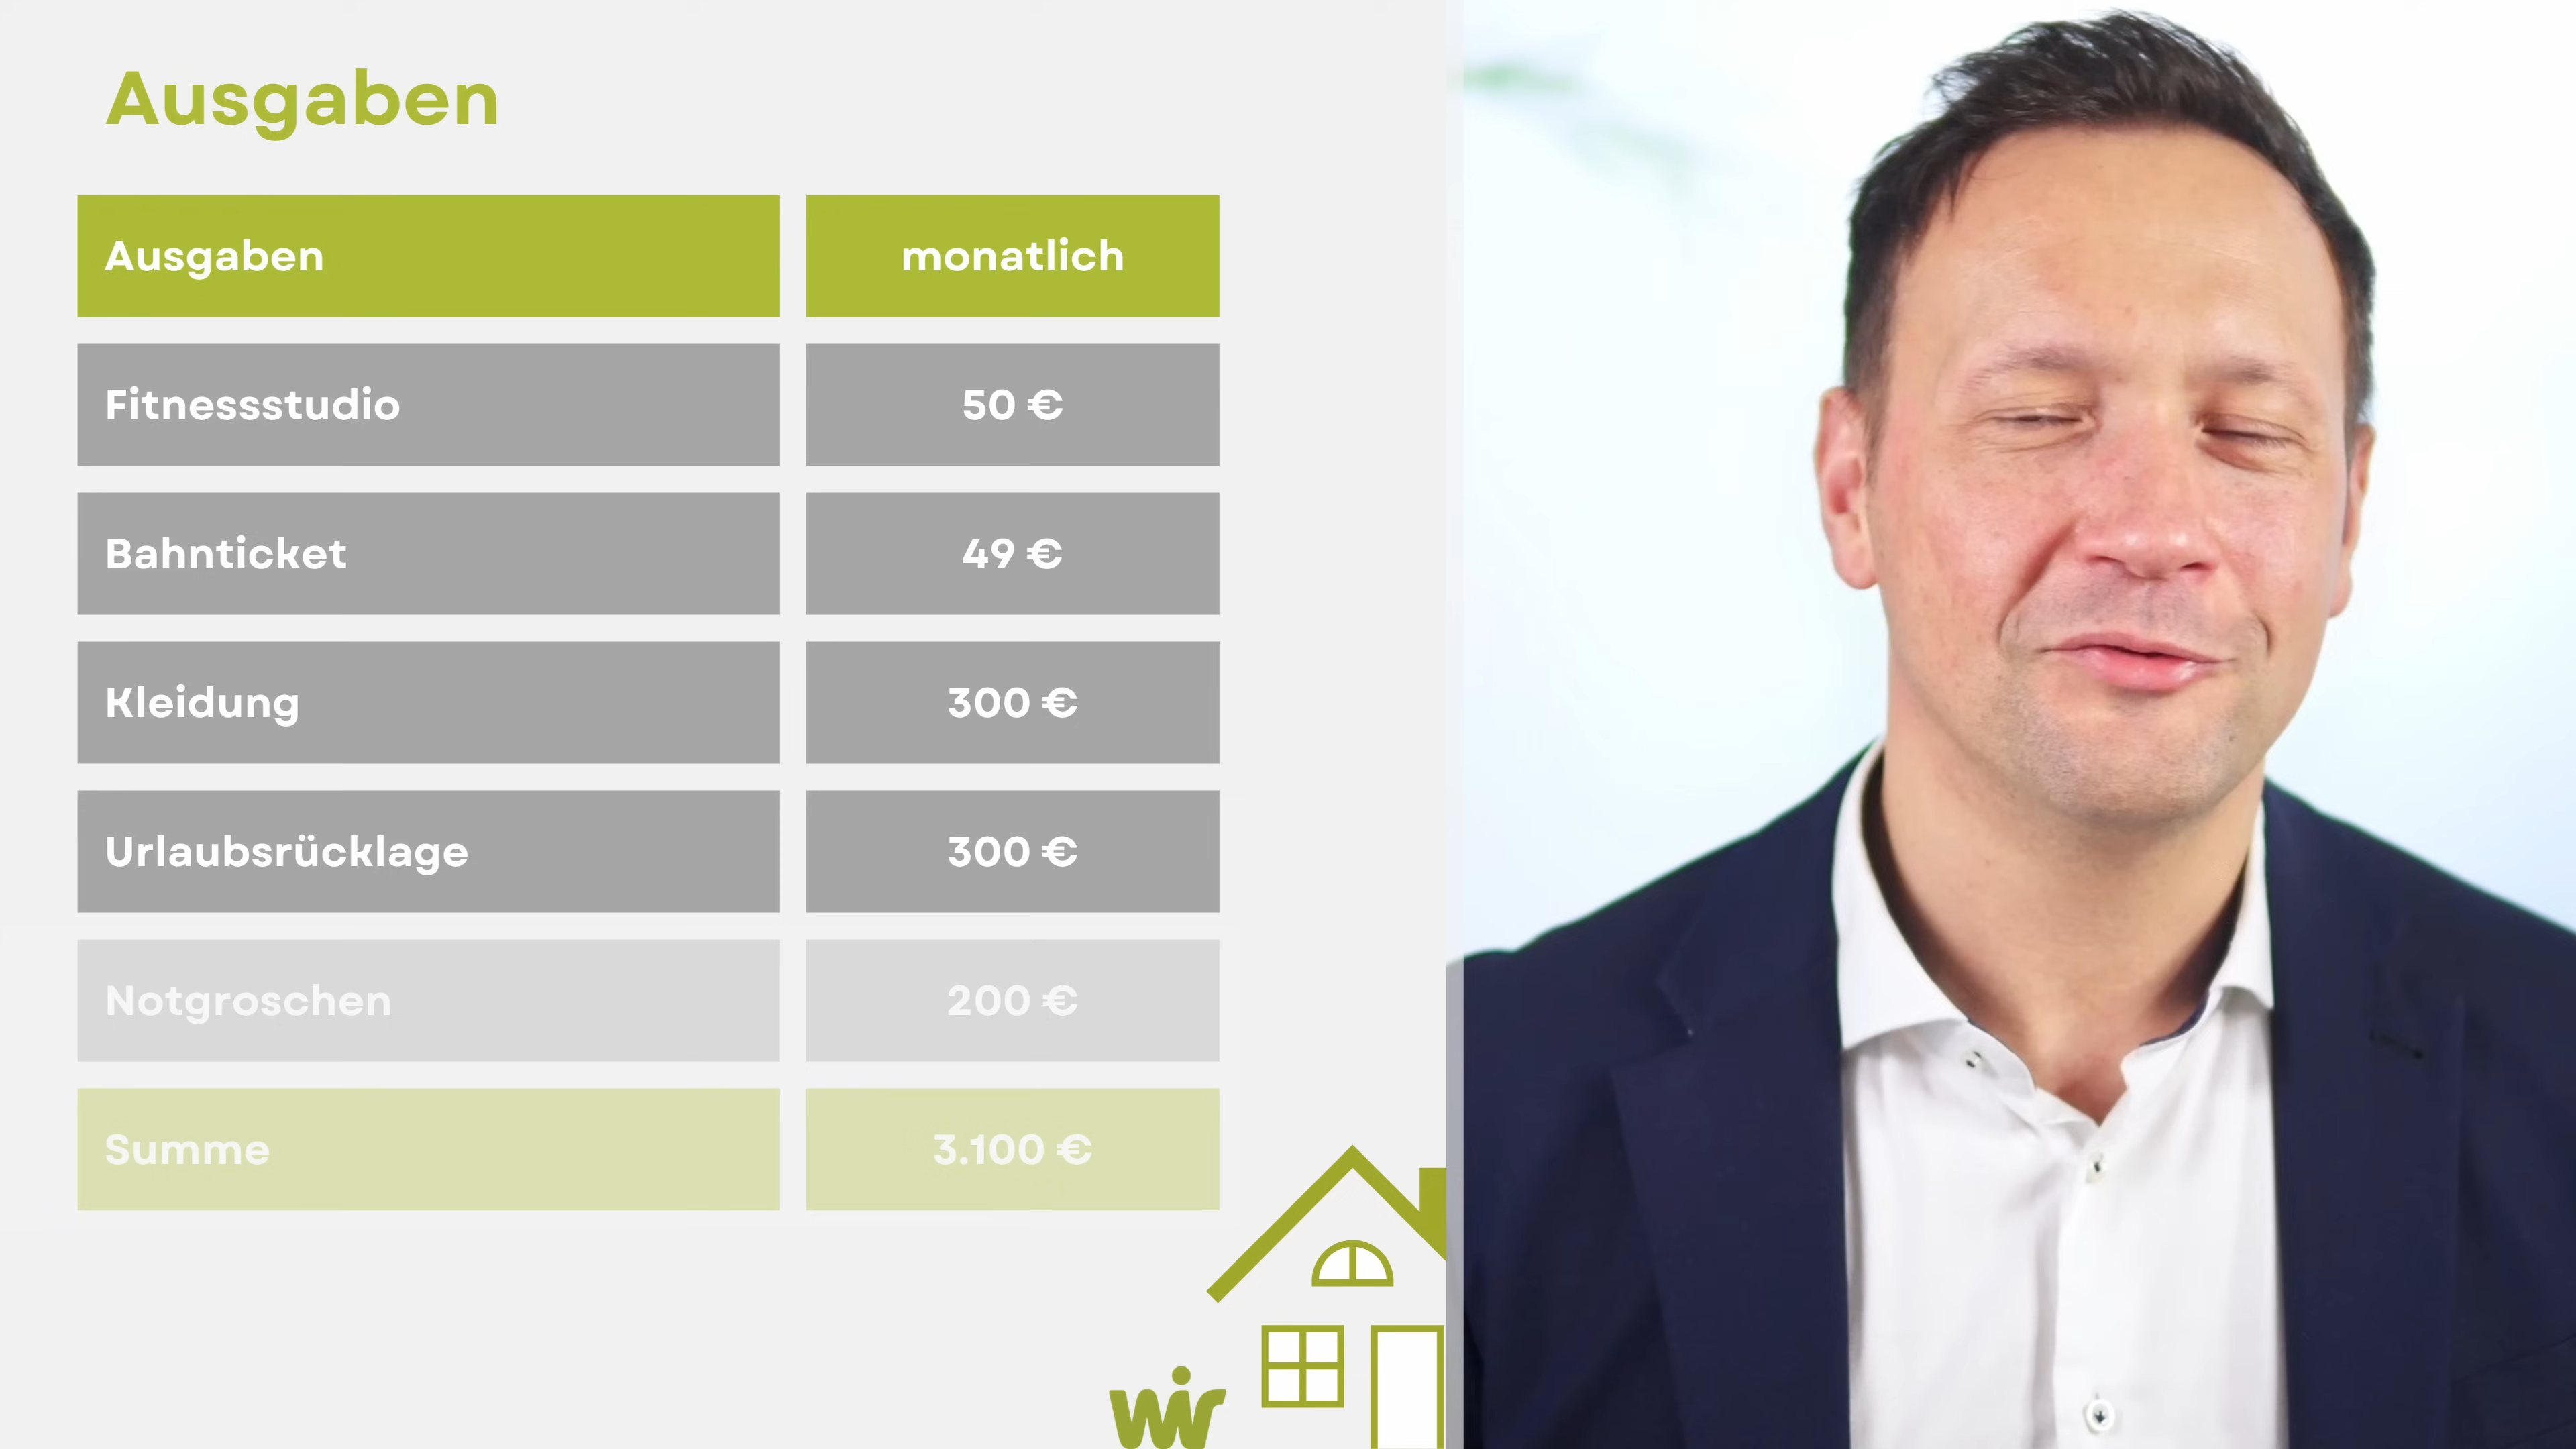 Ausgaben
Ausgaben monatlich
Fitnessstudio 50 €
Bahnticket 49 €
Kleidung 300 €
Urlaubsrücklage 300 €
Notgroschen 200 €
Summe 3.100 €
wir